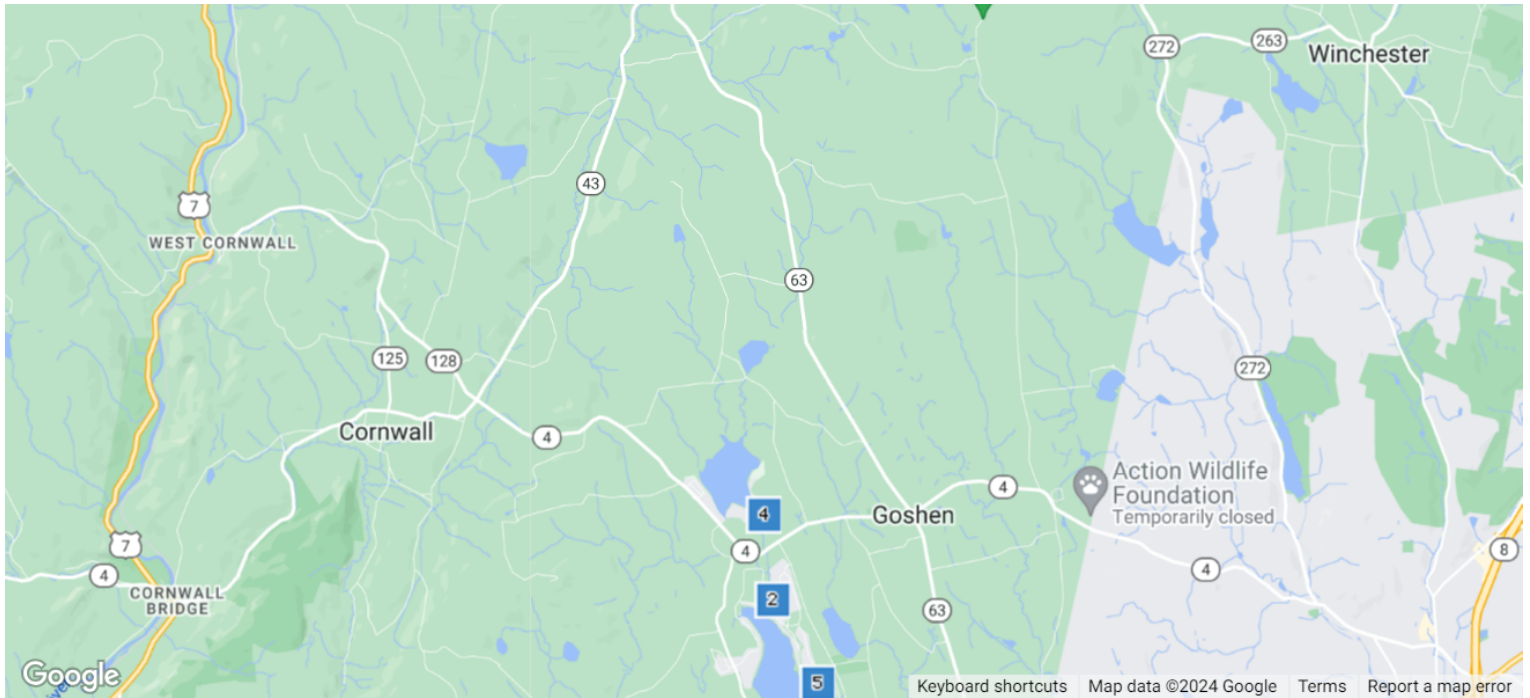 272
263
Winchester
7
43
WEST CORNWALL
63
125
128
272
Cornwall
4
Action Wildlife
Foundation
Temporarily closed
4
4
Goshen
7
4
8
4
CORNWALL
BRIDGE
4
2
63
5
Google
Keyboard shortcuts
Map data ©2024 Google
Terms
Report a map error